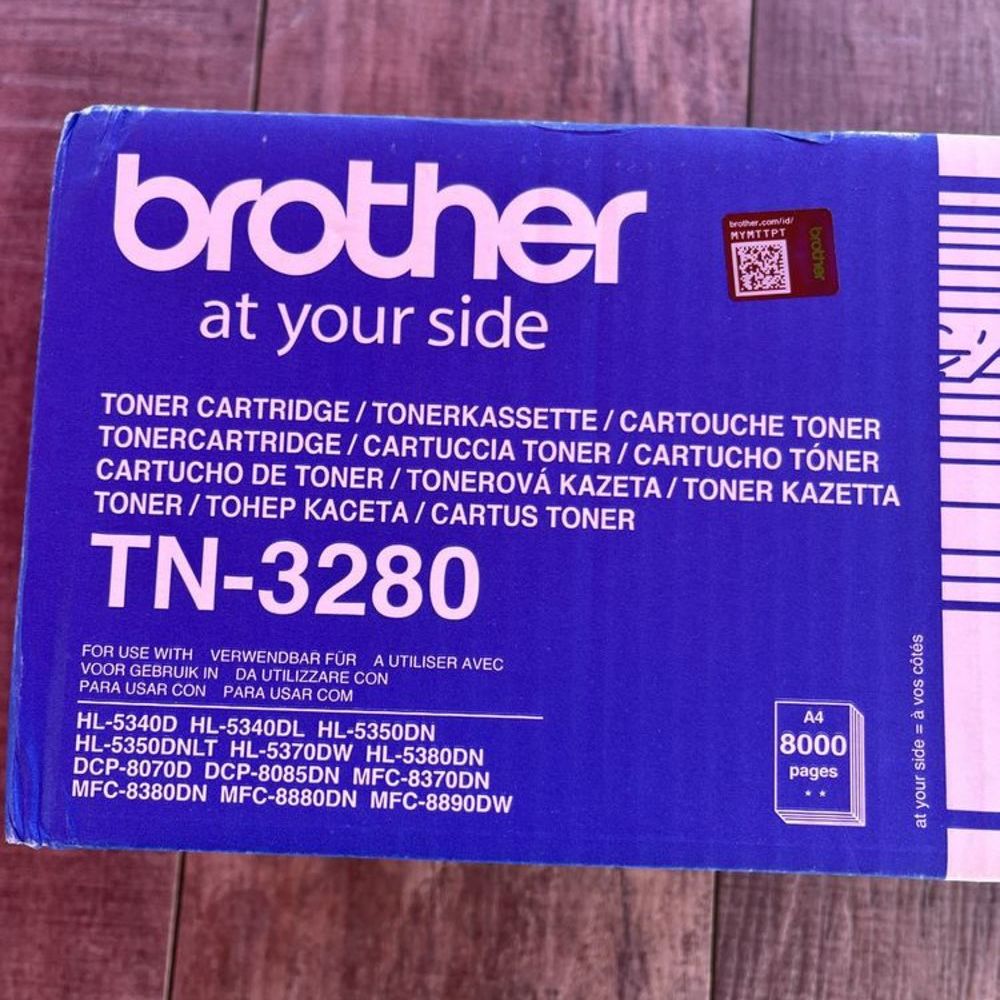 brother
at your side
brother.com/id/
MYMTTPT
brother
TONER CARTRIDGE / TONERKASSETTE / CARTOUCHE TONER
TONERCARTRIDGE / CARTUCCIA TONER / CARTUCHO TÓNER
CARTUCHO DE TONER / TONEROVÁ KAZETA / TONER KAZETTA
TONER / ТОНЕР КАСЕТА / CARTUS TONER
TN-3280
FOR USE WITH VERWENDBAR FÜR A UTILISER AVEC
VOOR GEBRUIK IN DA UTILIZZARE CON
PARA USAR CON PARA USAR COM
HL-5340D HL-5340DL HL-5350DN
HL-5350DNLT HL-5370DW HL-5380DN
DCP-8070D DCP-8085DN MFC-8370DN
MFC-8380DN MFC-8880DN MFC-8890DW
A4
8000
pages
* *
at your side = à vos côtés